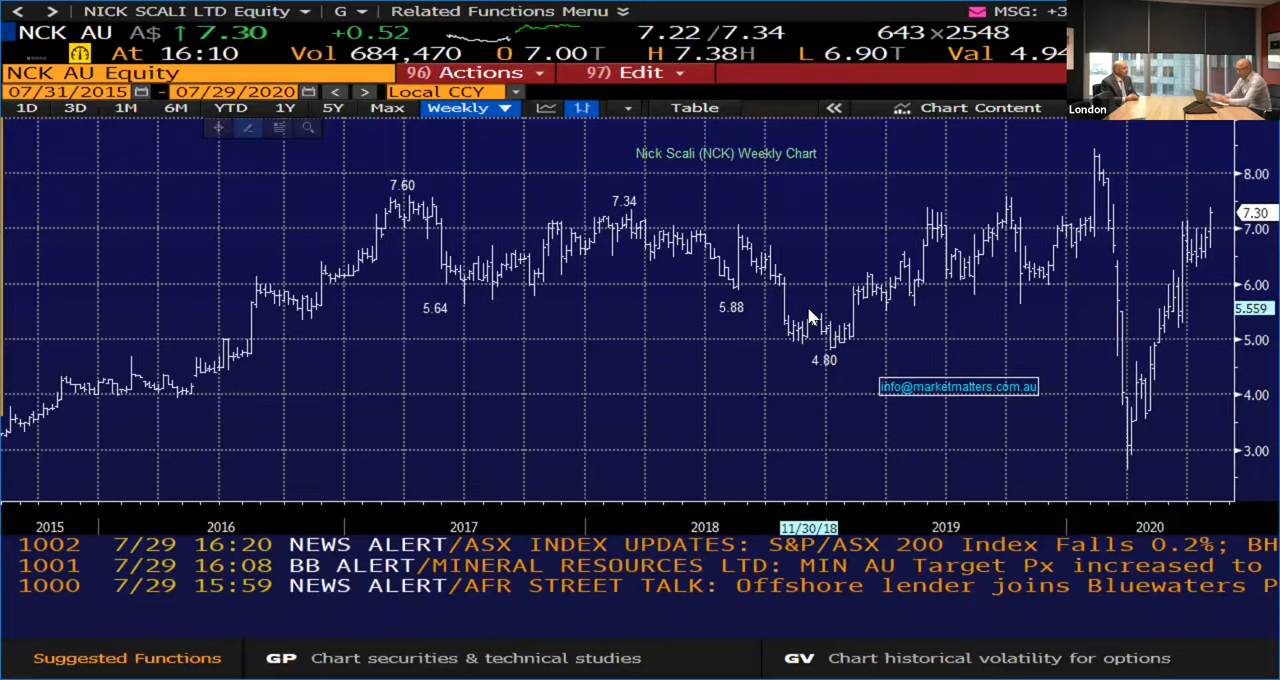 < > NICK SCALI LTD Equity G Related Functions Menu MSG: +3
NCK AU A$ ↑ 7.30 +0.52 7.22 /7.34 643 x 2548
At 16:10 Vol 684,470 O 7.00T H 7.38H L 6.90T Val 4.94
NCK AU Equity 96) Actions 97) Edit
07/31/2015 - 07/29/2020 < > Local CCY
1D 3D 1M 6M YTD 1Y 5Y Max Weekly Table « Chart Content
London
Nick Scali (NCK) Weekly Chart
8.00
7.60
7.34
7.30
7.00
6.00
5.64
5.88
5.559
5.00
4.80
info@marketmatters.com.au
4.00
3.00
2015 2016 2017 2018 11/30/18 2019 2020
1002 7/29 16:20 NEWS ALERT/ASX INDEX UPDATES: S&P/ASX 200 Index Falls 0.2%; BH
1001 7/29 16:08 BB ALERT/MINERAL RESOURCES LTD: MIN AU Target Px increased to
1000 7/29 15:59 NEWS ALERT/AFR STREET TALK: Offshore lender joins Bluewaters P
Suggested Functions GP Chart securities & technical studies GV Chart historical volatility for options